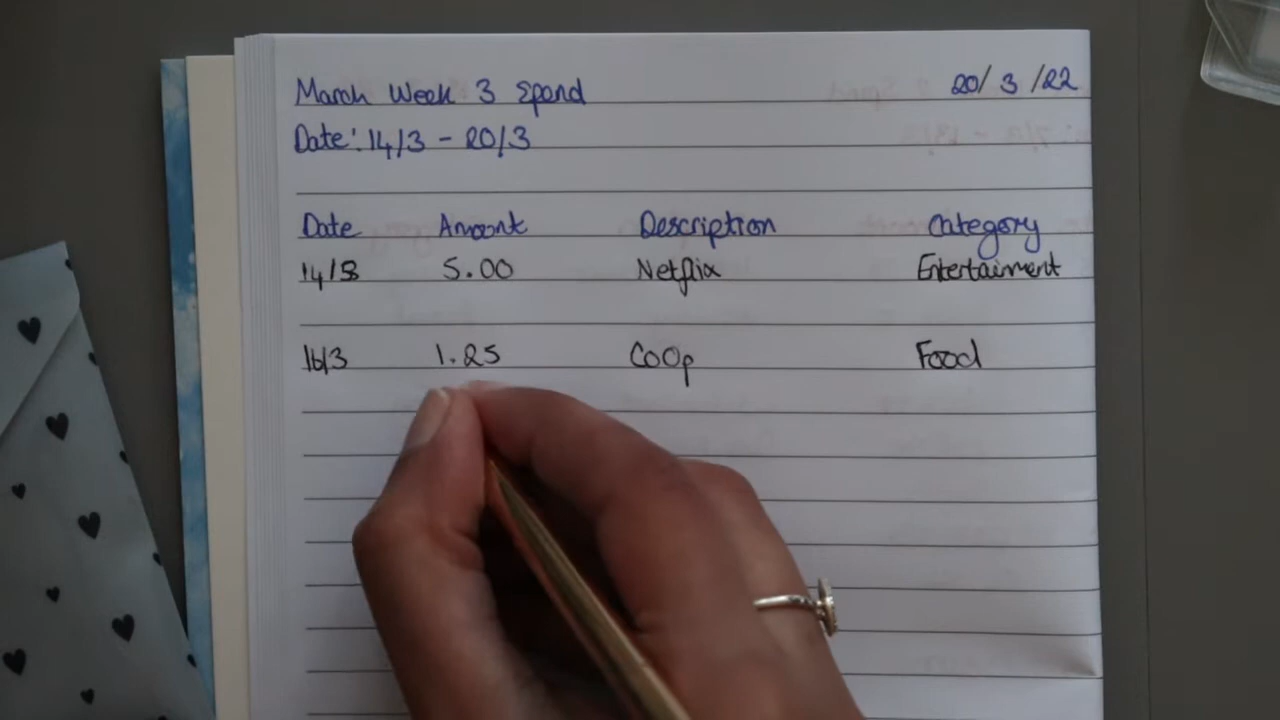 March Week 3 Spend 20/3/22
Date: 14/3 - 20/3
Date Amount Description Category
14/3 5.00 Netflix Entertainment
16/3 1.25 CoOp Food